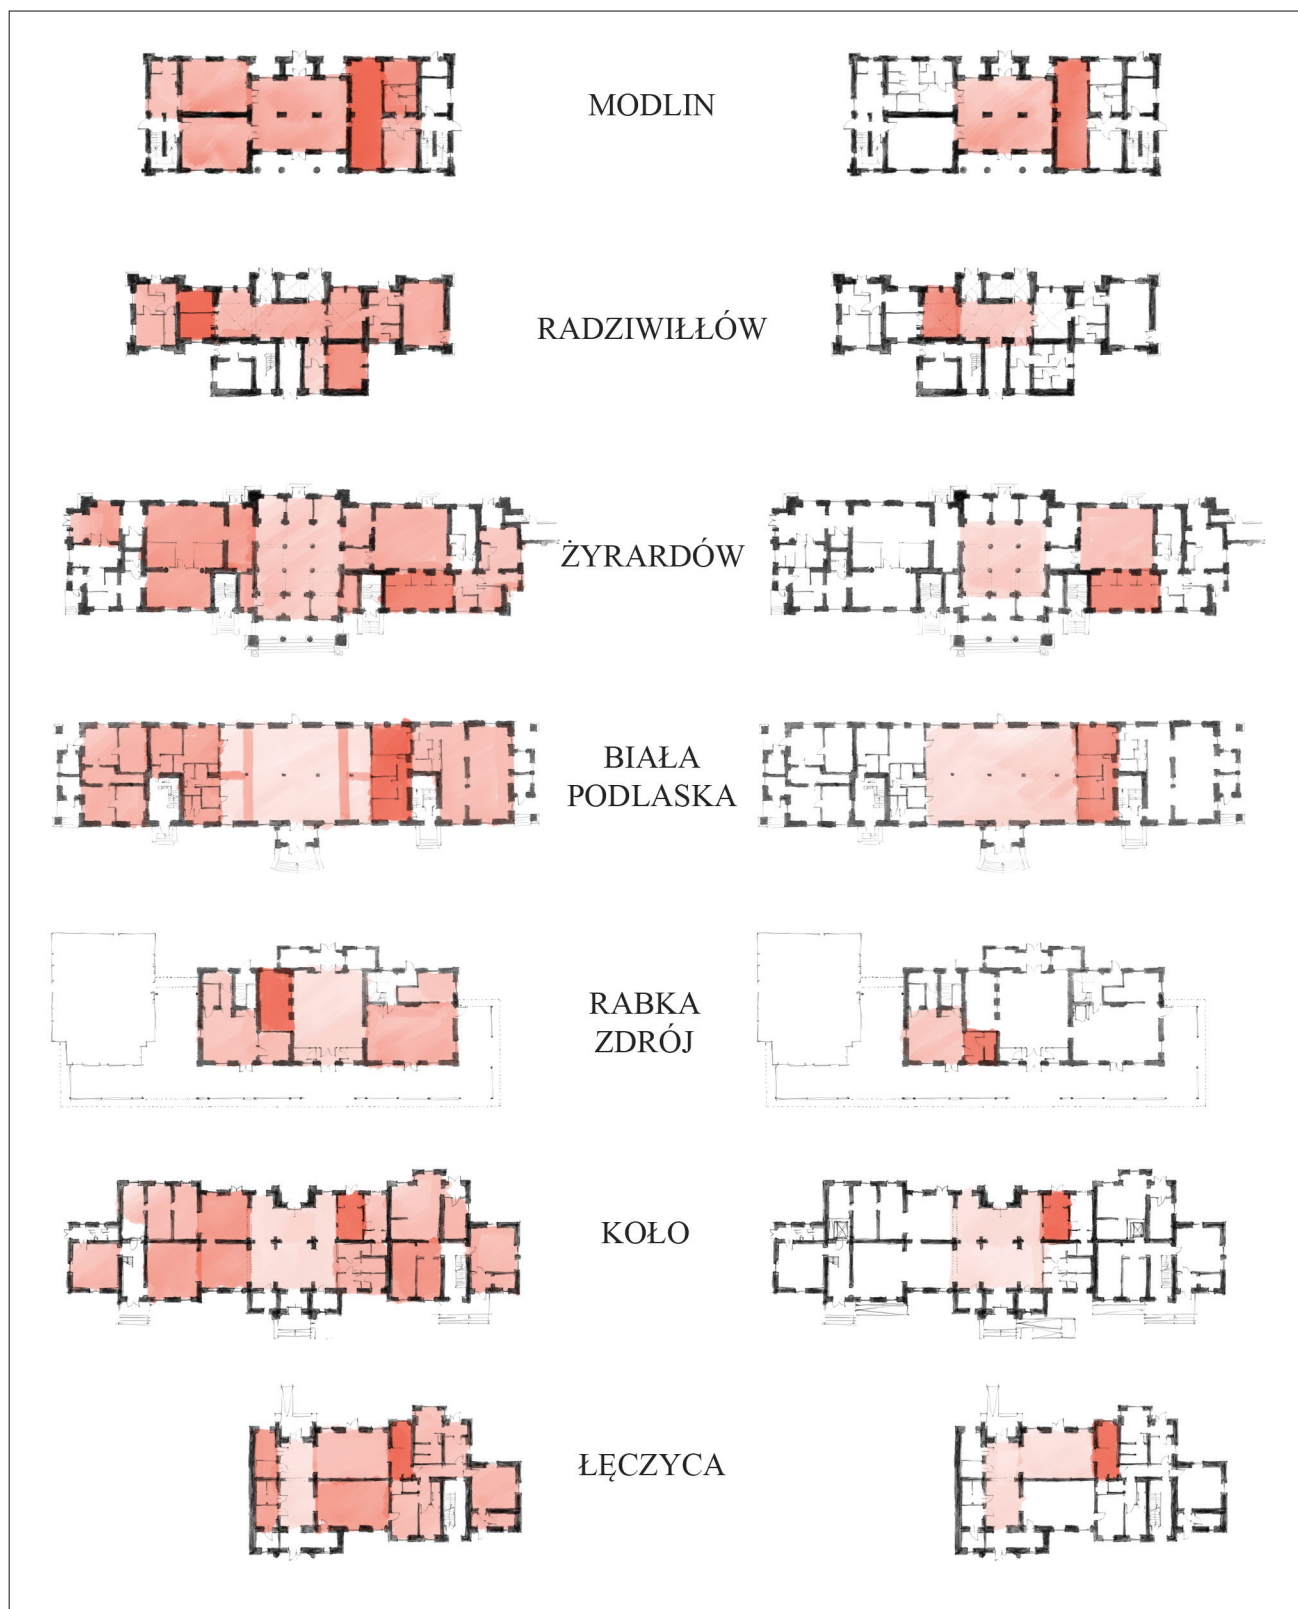 MODLIN
RADZIWIŁŁÓW
ŻYRARDÓW
BIAŁA
PODLASKA
RABKA
ZDRÓJ
KOŁO
ŁĘCZYCA